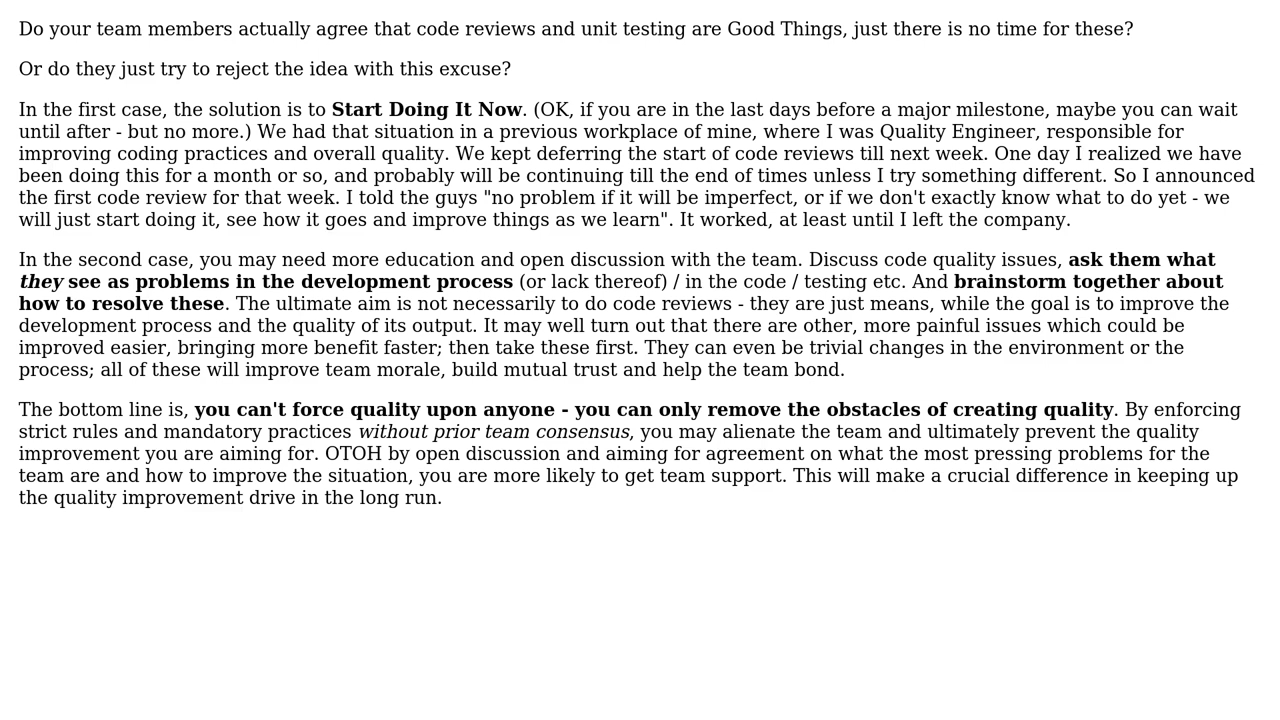 Do your team members actually agree that code reviews and unit testing are Good Things, just there is no time for these?
Or do they just try to reject the idea with this excuse?
In the first case, the solution is to Start Doing It Now. (OK, if you are in the last days before a major milestone, maybe you can wait
until after - but no more.) We had that situation in a previous workplace of mine, where I was Quality Engineer, responsible for
improving coding practices and overall quality. We kept deferring the start of code reviews till next week. One day I realized we have
been doing this for a month or so, and probably will be continuing till the end of times unless I try something different. So I announced
the first code review for that week. I told the guys "no problem if it will be imperfect, or if we don't exactly know what to do yet - we
will just start doing it, see how it goes and improve things as we learn". It worked, at least until I left the company.
In the second case, you may need more education and open discussion with the team. Discuss code quality issues, ask them what
they see as problems in the development process (or lack thereof) / in the code / testing etc. And brainstorm together about
how to resolve these. The ultimate aim is not necessarily to do code reviews - they are just means, while the goal is to improve the
development process and the quality of its output. It may well turn out that there are other, more painful issues which could be
improved easier, bringing more benefit faster; then take these first. They can even be trivial changes in the environment or the
process; all of these will improve team morale, build mutual trust and help the team bond.
The bottom line is, you can't force quality upon anyone - you can only remove the obstacles of creating quality. By enforcing
strict rules and mandatory practices without prior team consensus, you may alienate the team and ultimately prevent the quality
improvement you are aiming for. OTOH by open discussion and aiming for agreement on what the most pressing problems for the
team are and how to improve the situation, you are more likely to get team support. This will make a crucial difference in keeping up
the quality improvement drive in the long run.